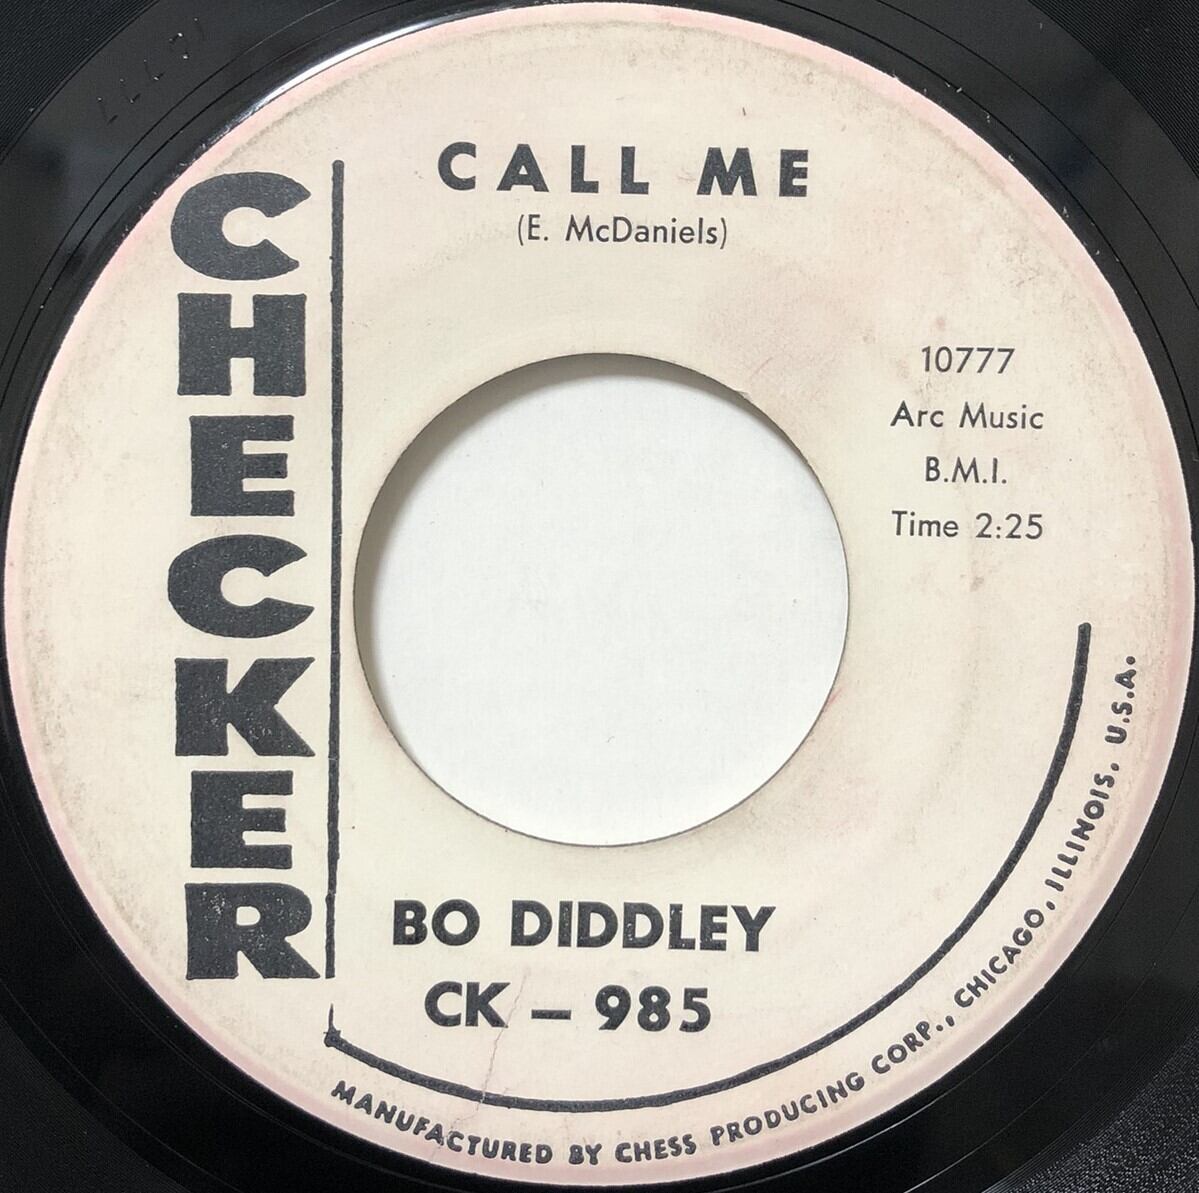 CALL ME
(E. McDaniels)
CHECKER
10777
Arc Music
B.M.I.
Time 2:25
BO DIDDLEY
CK – 985
MANUFACTURED BY CHESS PRODUCING CORP., CHICAGO, ILLINOIS, U.S.A.